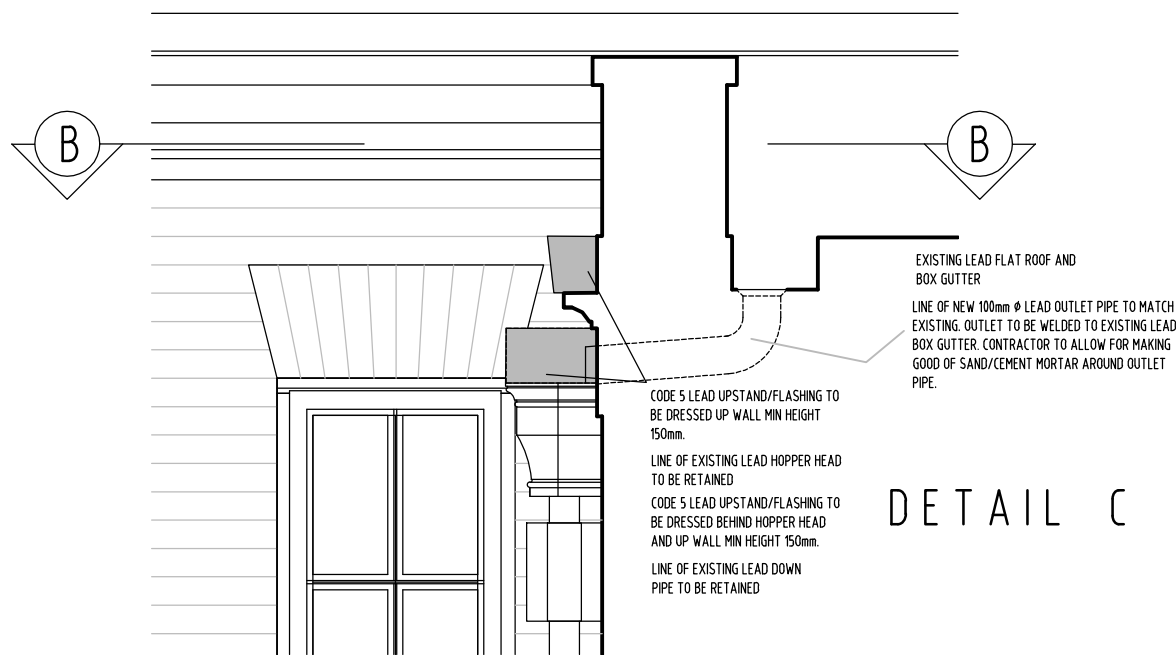 B
B
EXISTING LEAD FLAT ROOF AND
BOX GUTTER
LINE OF NEW 100mm Ø LEAD OUTLET PIPE TO MATCH
EXISTING. OUTLET TO BE WELDED TO EXISTING LEAD
BOX GUTTER. CONTRACTOR TO ALLOW FOR MAKING
GOOD OF SAND/CEMENT MORTAR AROUND OUTLET
PIPE.
CODE 5 LEAD UPSTAND/FLASHING TO
BE DRESSED UP WALL MIN HEIGHT
150mm.
LINE OF EXISTING LEAD HOPPER HEAD
TO BE RETAINED
CODE 5 LEAD UPSTAND/FLASHING TO
BE DRESSED BEHIND HOPPER HEAD
AND UP WALL MIN HEIGHT 150mm.
LINE OF EXISTING LEAD DOWN
PIPE TO BE RETAINED
DETAIL C